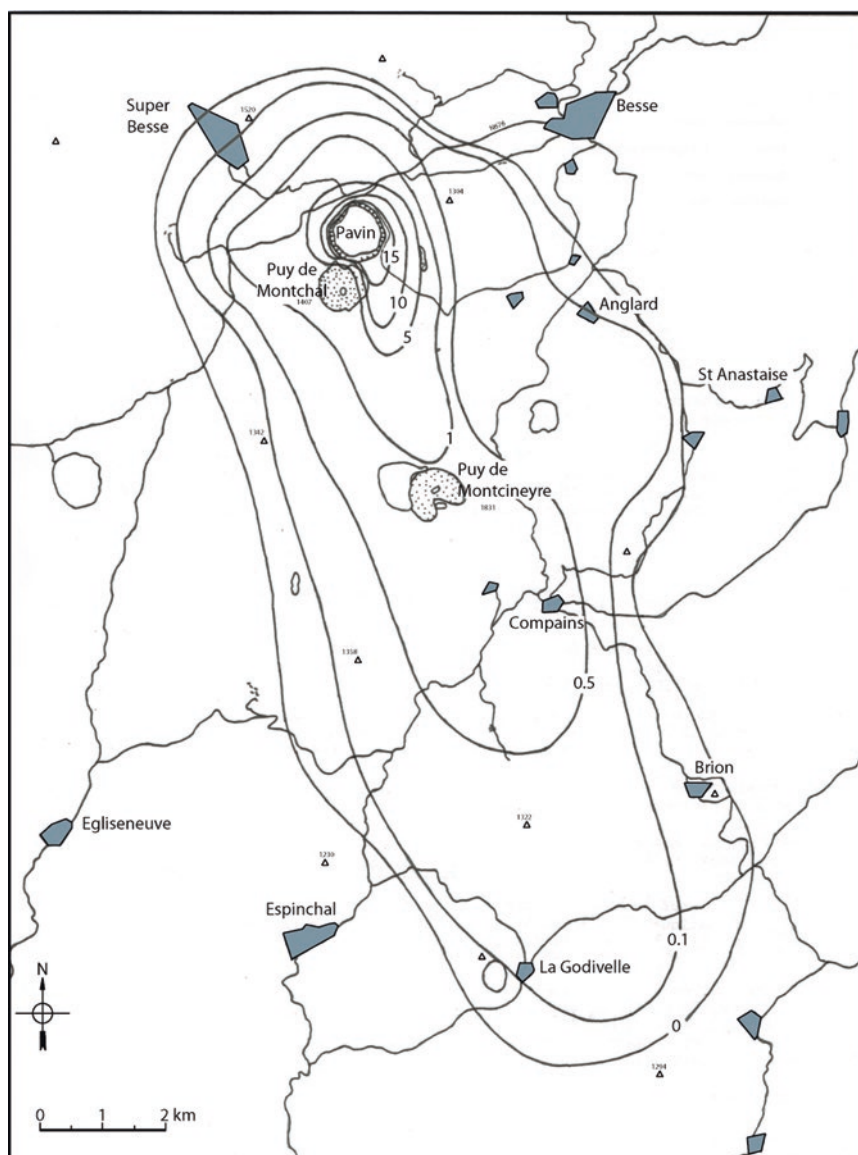 Super
Besse
1520
Besse
1304
Pavin
15
Puy de
Montchal
1407
10
5
Anglard
St Anastaise
1342
1
Puy de
Montcineyre
Compains
1358
0.5
Brion
Egliseneuve
1322
1239
Espinchal
0.1
La Godivelle
N
0
1294
0 1 2 km